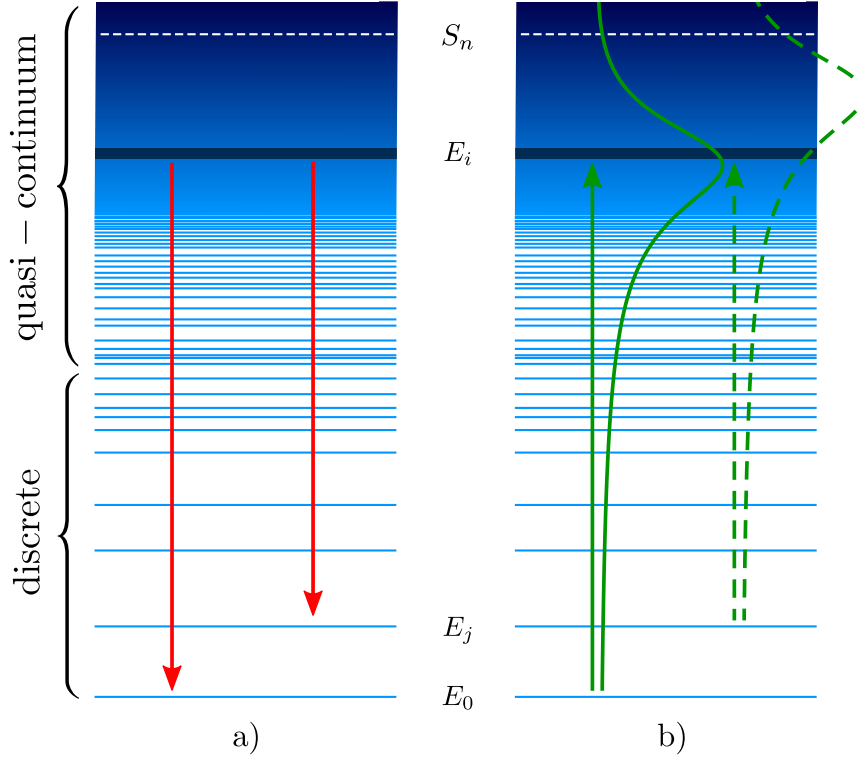 quasi − continuum
discrete
S_n
E_i
E_j
E_0
a)
b)